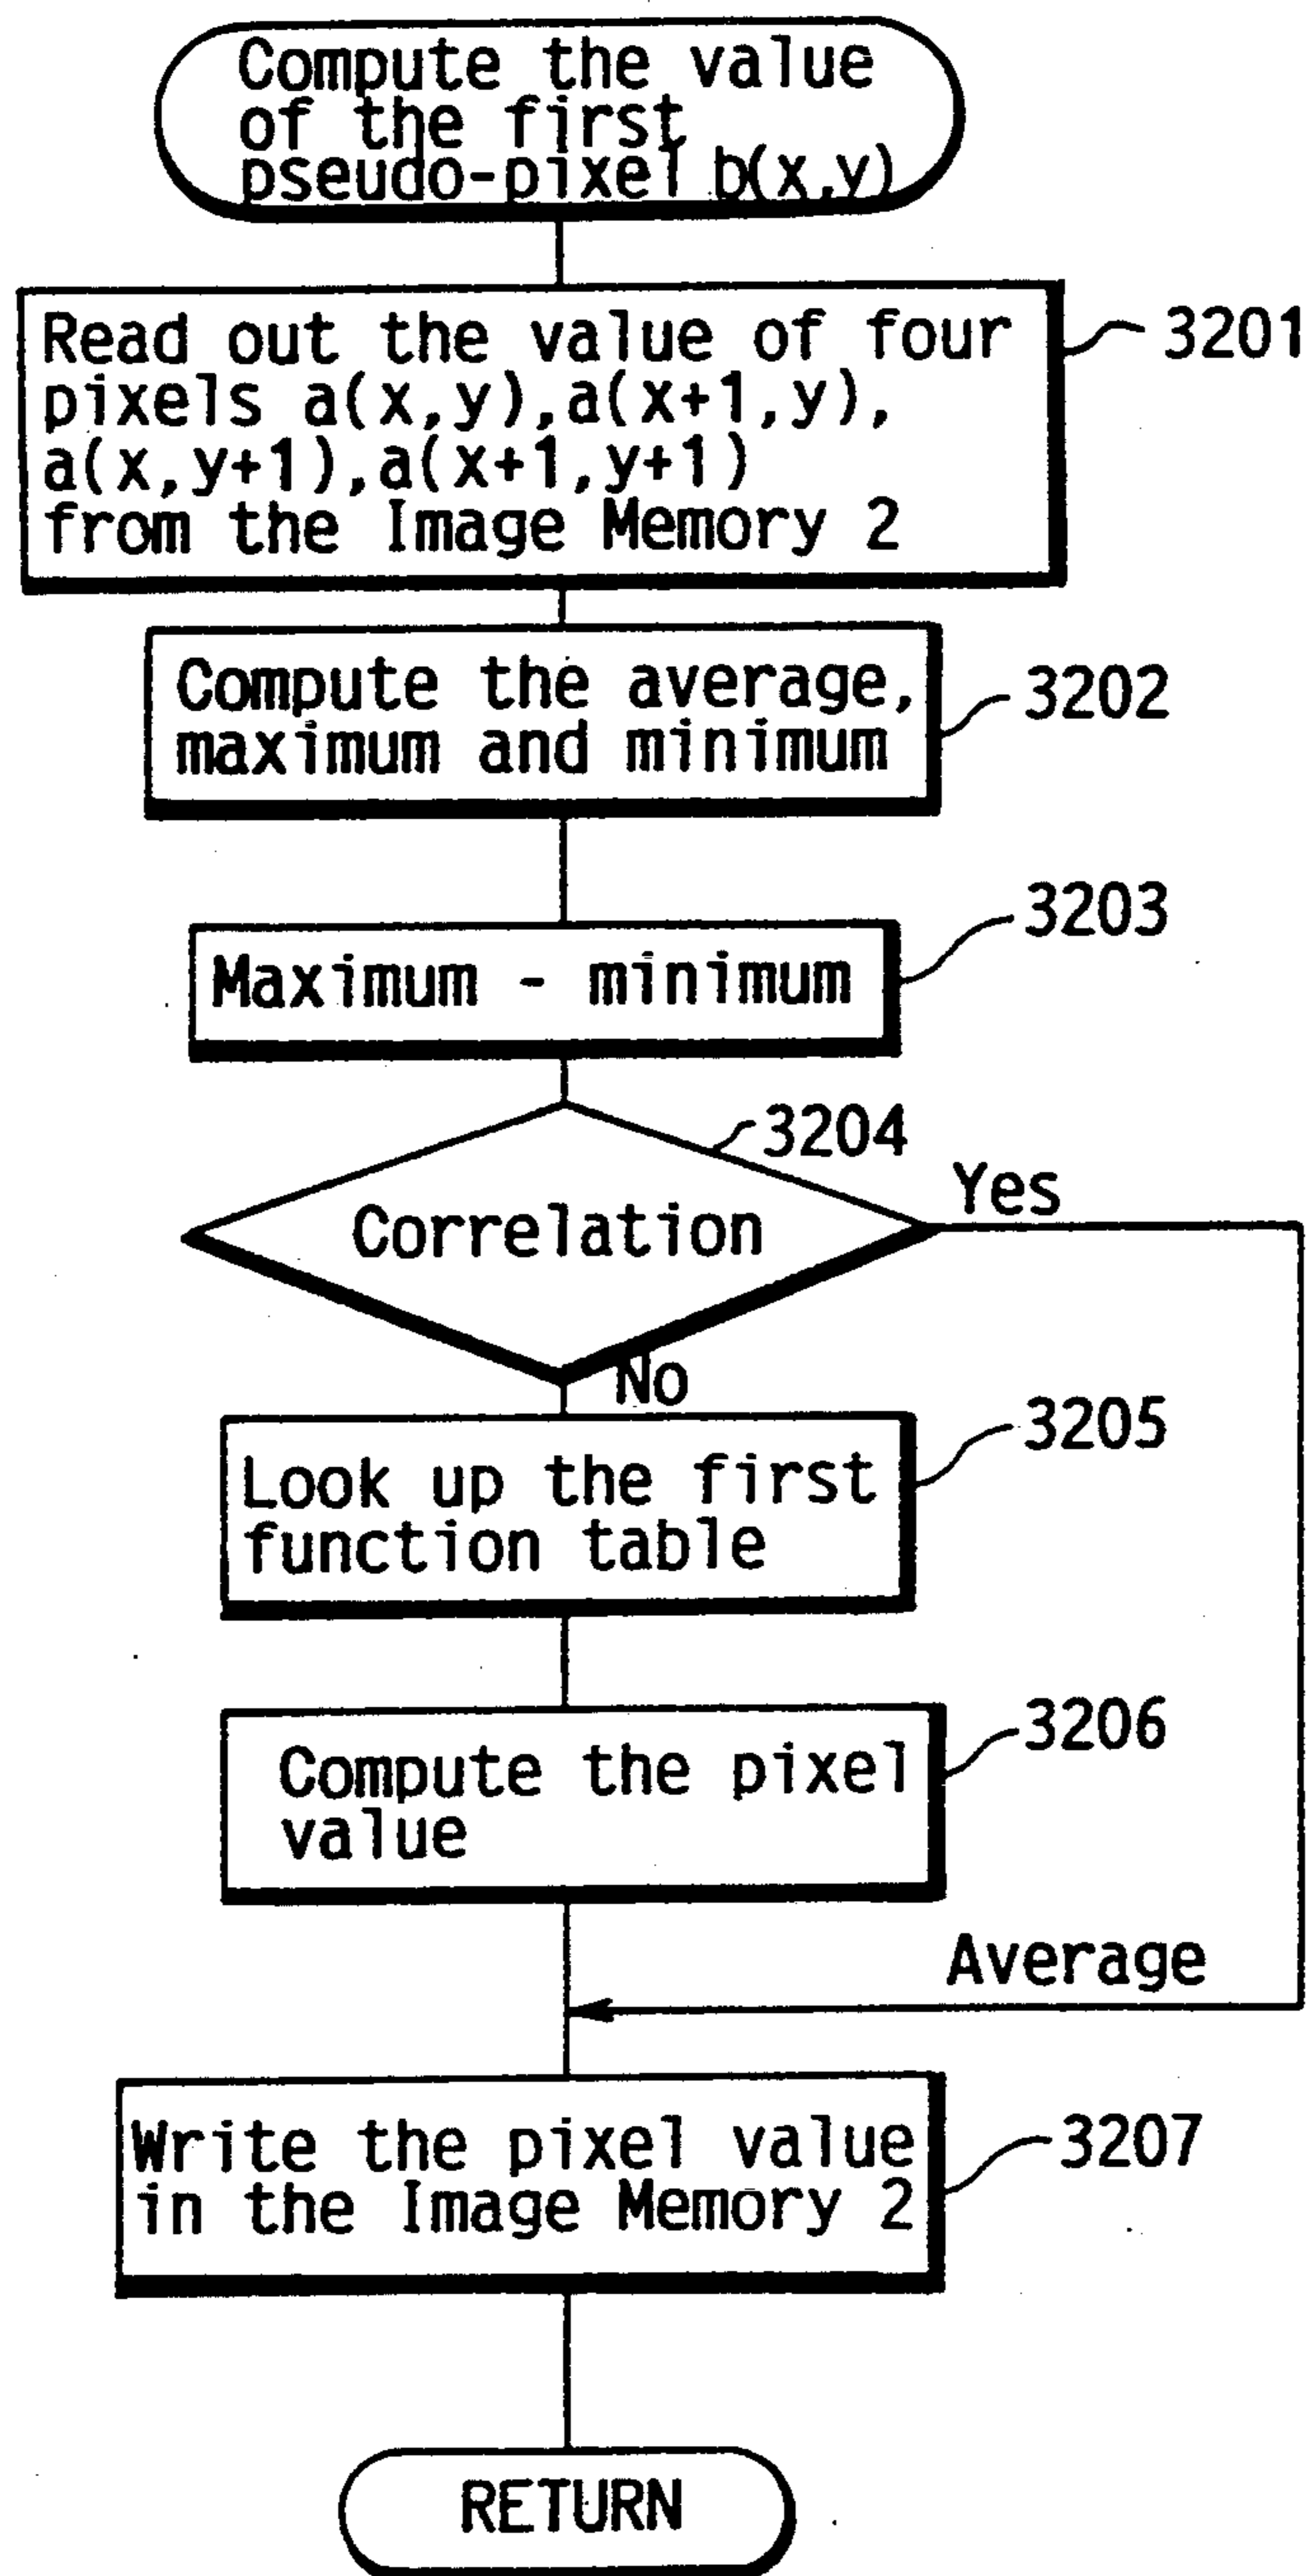 Compute the value
of the first
pseudo-pixel b(x,y)
Read out the value of four
pixels a(x,y),a(x+1,y),
a(x,y+1),a(x+1,y+1)
from the Image Memory 2
3201
Compute the average,
maximum and minimum
3202
Maximum - minimum
3203
3204
Correlation
Yes
No
Look up the first
function table
3205
Compute the pixel
value
3206
Average
Write the pixel value
in the Image Memory 2
3207
RETURN